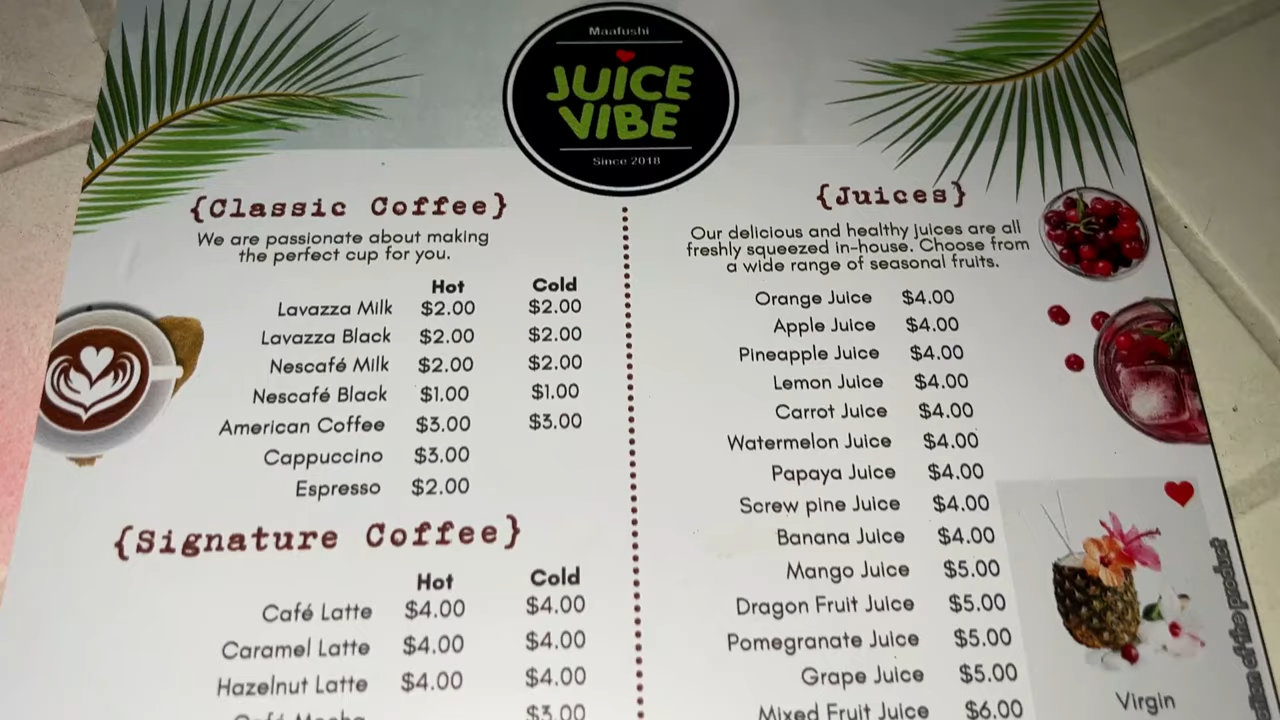 Maafushi
JUICE
VIBE
Since 2018
{Classic Coffee}
We are passionate about making
the perfect cup for you.
Hot Cold
Lavazza Milk $2.00 $2.00
Lavazza Black $2.00 $2.00
Nescafé Milk $2.00 $2.00
Nescafé Black $1.00 $1.00
American Coffee $3.00 $3.00
Cappuccino $3.00
Espresso $2.00
{Signature Coffee}
Hot Cold
Café Latte $4.00 $4.00
Caramel Latte $4.00 $4.00
Hazelnut Latte $4.00 $4.00
Café Mocha $3.00
{Juices}
Our delicious and healthy juices are all
freshly squeezed in-house. Choose from
a wide range of seasonal fruits.
Orange Juice $4.00
Apple Juice $4.00
Pineapple Juice $4.00
Lemon Juice $4.00
Carrot Juice $4.00
Watermelon Juice $4.00
Papaya Juice $4.00
Screw pine Juice $4.00
Banana Juice $4.00
Mango Juice $5.00
Dragon Fruit Juice $5.00
Pomegranate Juice $5.00
Grape Juice $5.00
Mixed Fruit Juice $6.00
Virgin
of the product